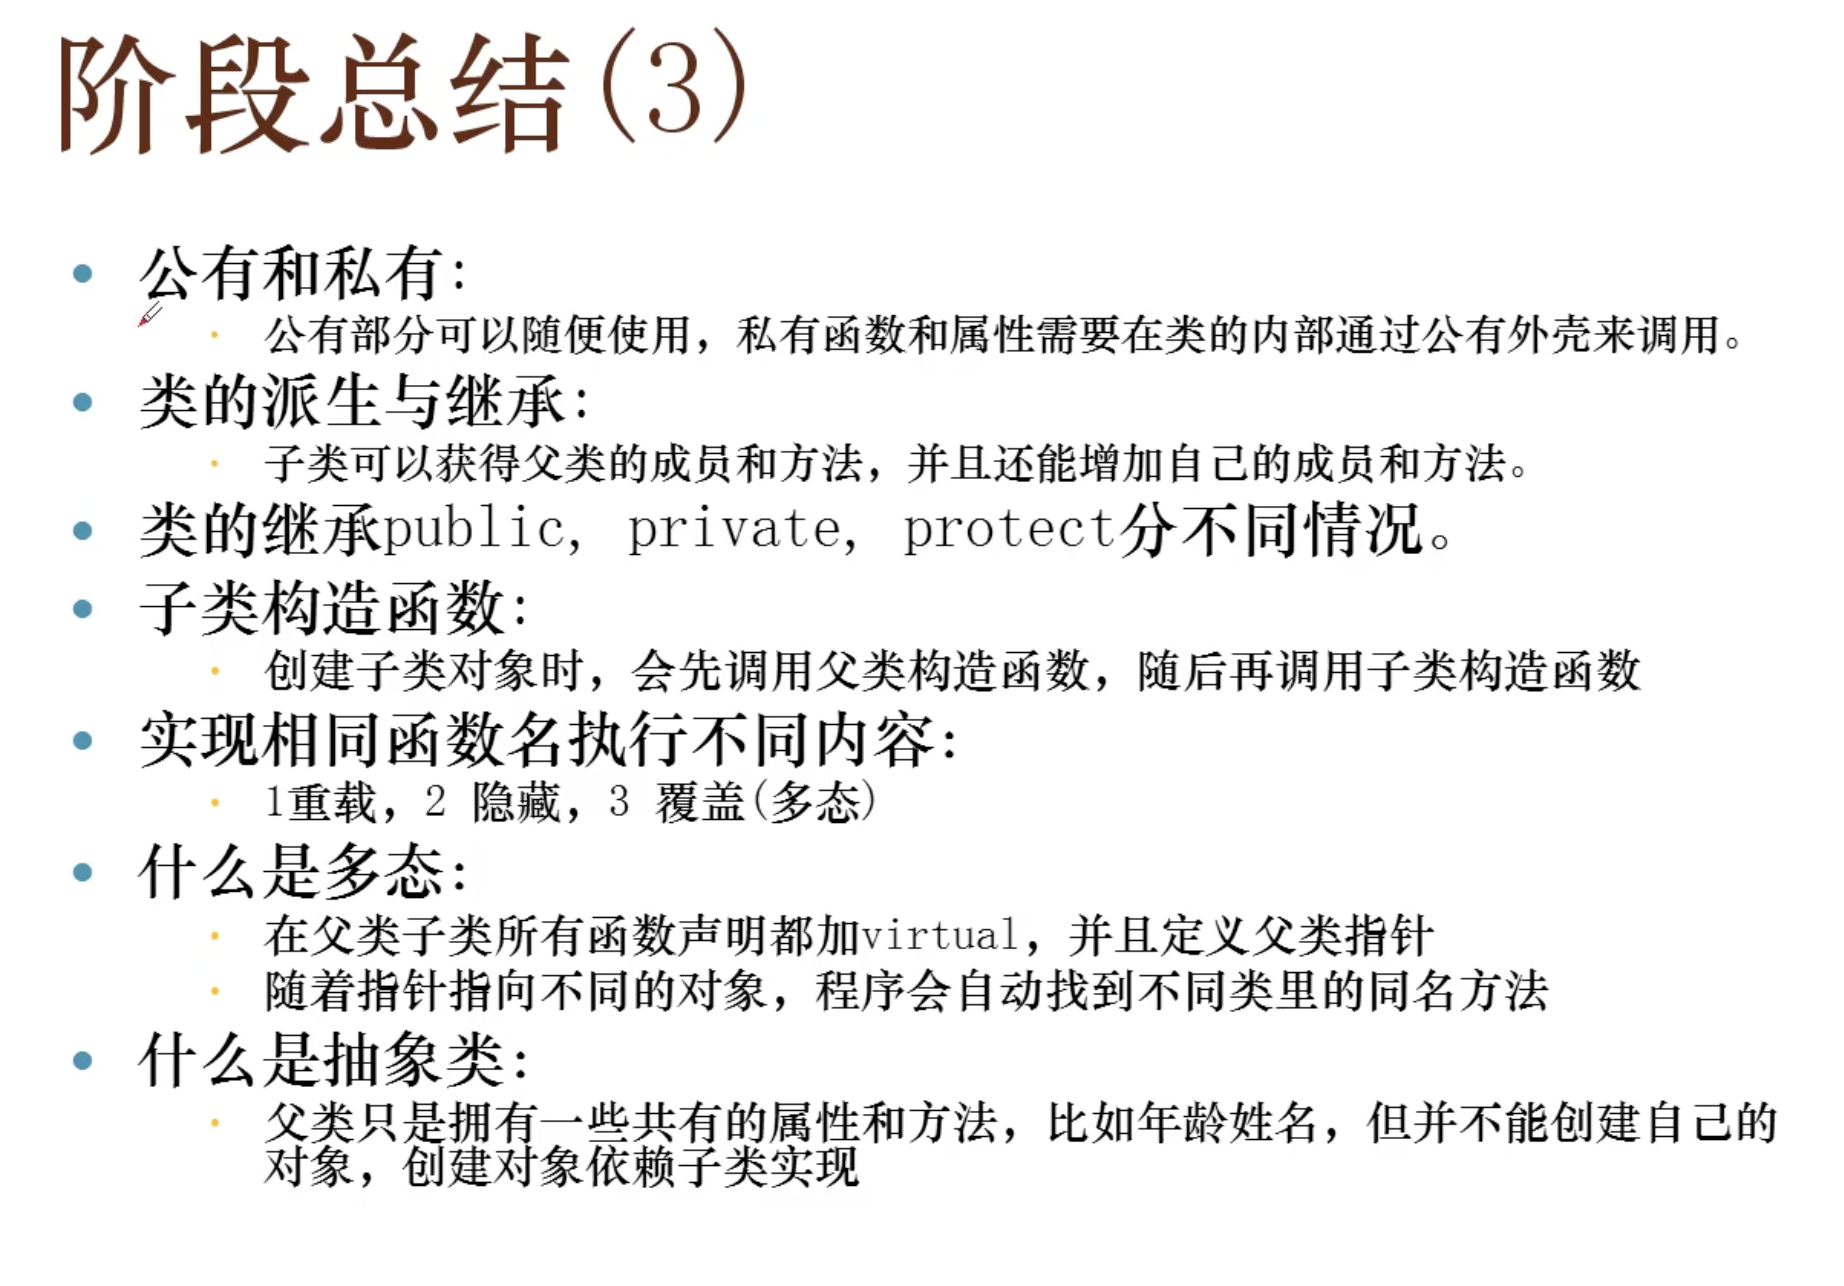 阶段总结(3)
公有和私有:
公有部分可以随便使用，私有函数和属性需要在类的内部通过公有外壳来调用。
类的派生与继承:
子类可以获得父类的成员和方法，并且还能增加自己的成员和方法。
类的继承public, private, protect分不同情况。
子类构造函数:
创建子类对象时，会先调用父类构造函数，随后再调用子类构造函数
实现相同函数名执行不同内容:
1重载，2 隐藏，3 覆盖(多态)
什么是多态:
在父类子类所有函数声明都加virtual，并且定义父类指针
随着指针指向不同的对象，程序会自动找到不同类里的同名方法
什么是抽象类:
父类只是拥有一些共有的属性和方法，比如年龄姓名，但并不能创建自己的
对象，创建对象依赖子类实现